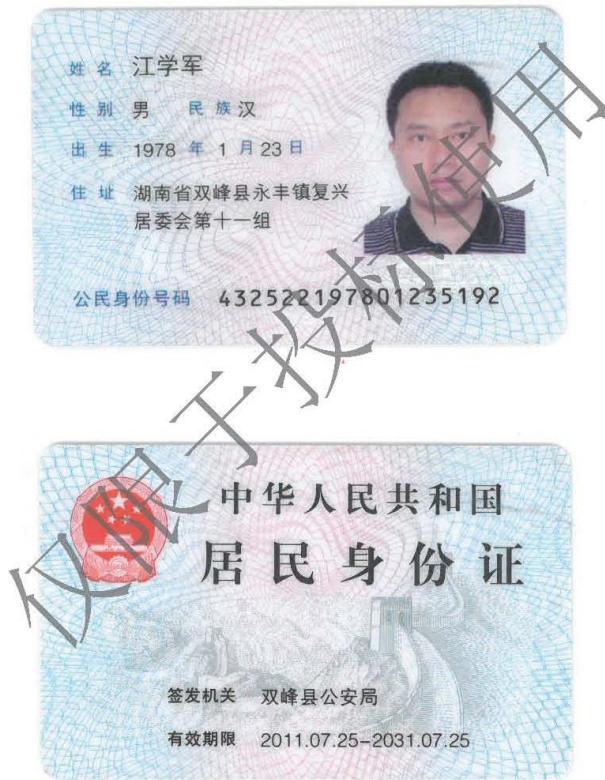 姓名 江学军
性别 男 民族 汉
出生 1978 年 1 月 23 日
住址 湖南省双峰县永丰镇复兴
居委会第十一组
公民身份号码 432522197801235192
仅限于投标使用
中华人民共和国
居民身份证
签发机关 双峰县公安局
有效期限 2011.07.25-2031.07.25